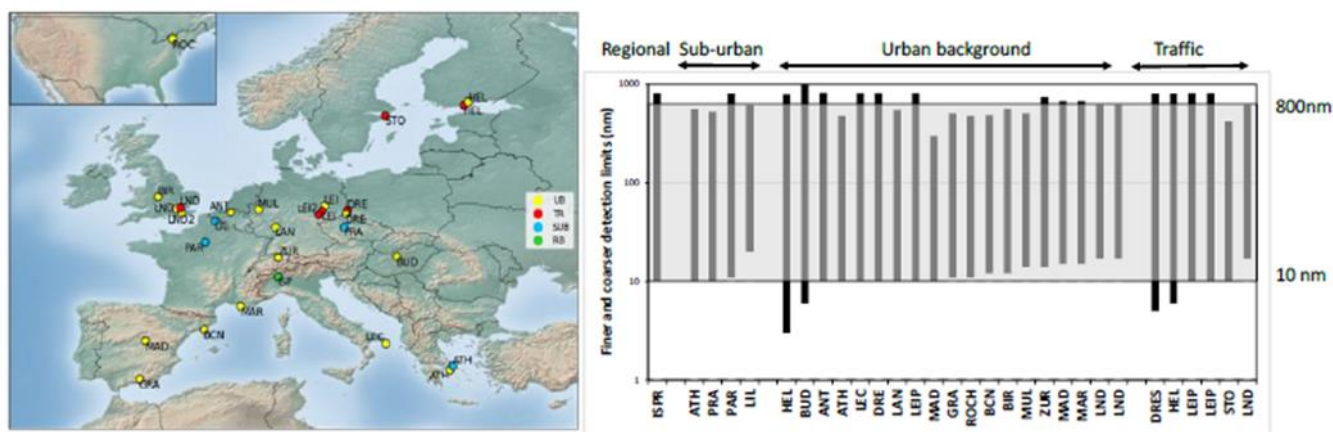 ROC
HEL
HEL
STO
BIR
LND
LND
LND2
ANT
LIL
PAR
MUL
LEI
LEI2
LEI
DRE
DRE
PRA
LAN
ZUR
ISP
BUD
MAR
BCN
MAD
GRA
LEC
ATH
ATH
UB
TR
SUB
RB
Regional Sub-urban Urban background Traffic
Finer and coarser detection limits (nm)
1000
100
10
1
800nm
10 nm
ISPR
ATH
PRA
PAR
LIL
HEL
BUD
ANT
ATH
LEC
DRE
LAN
LEIP
MAD
GRA
ROCH
BCN
BIR
MUL
ZUR
MAD
MAR
LND
LND
DRES
HEL
LEIP
LEIP
STO
LND